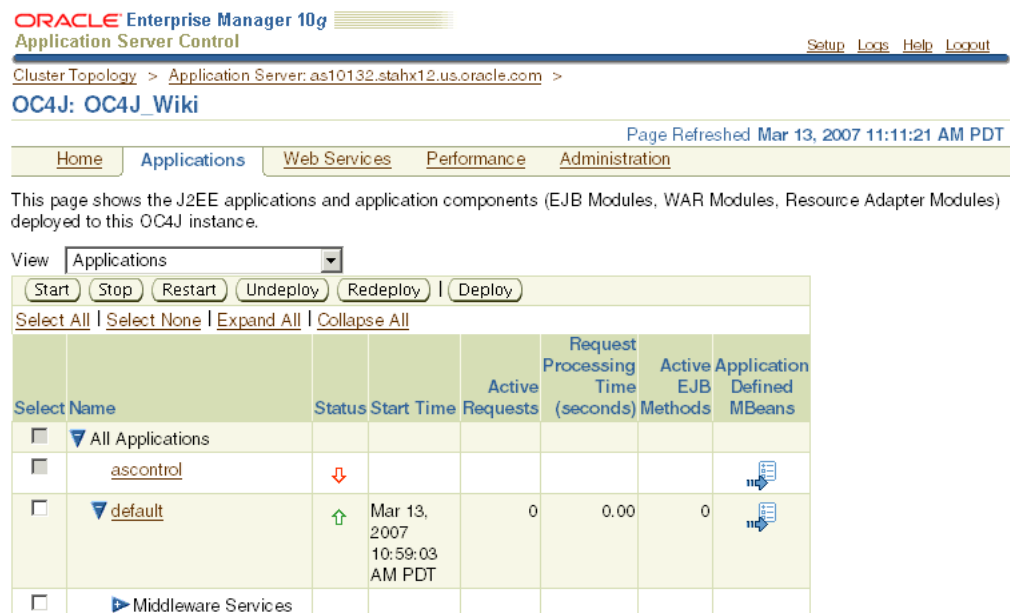 ORACLE Enterprise Manager 10g
Application Server Control
Setup Logs Help Logout
Cluster Topology > Application Server: as10132.stahx12.us.oracle.com >
OC4J: OC4J_Wiki
Page Refreshed Mar 13, 2007 11:11:21 AM PDT
Home Applications Web Services Performance Administration
This page shows the J2EE applications and application components (EJB Modules, WAR Modules, Resource Adapter Modules)
deployed to this OC4J instance.
View Applications
Start Stop Restart Undeploy Redeploy | Deploy
Select All | Select None | Expand All | Collapse All
Select Name Status Start Time Active Requests Request Processing Time (seconds) Active EJB Methods Application Defined MBeans
All Applications
ascontrol
default Mar 13, 2007 10:59:03 AM PDT 0 0.00 0
Middleware Services